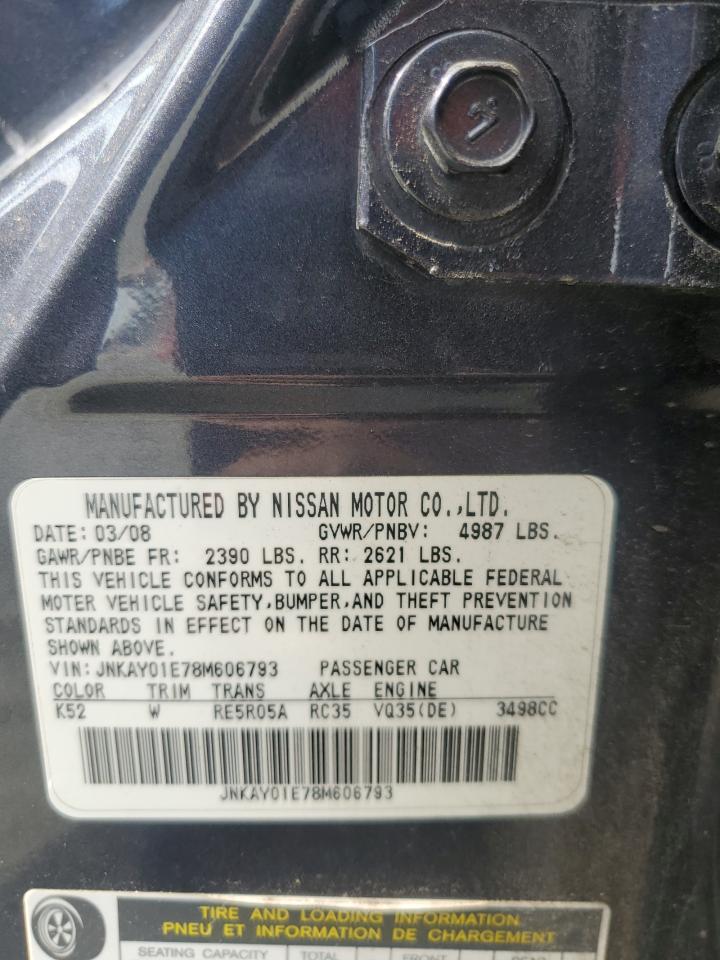 MANUFACTURED BY NISSAN MOTOR CO.,LTD.
DATE: 03/08 GVWR/PNBV: 4987 LBS.
GAWR/PNBE FR: 2390 LBS. RR: 2621 LBS.
THIS VEHICLE CONFORMS TO ALL APPLICABLE FEDERAL
MOTER VEHICLE SAFETY,BUMPER,AND THEFT PREVENTION
STANDARDS IN EFFECT ON THE DATE OF MANUFACTURE
SHOWN ABOVE.
VIN: JNKAY01E78M606793 PASSENGER CAR
COLOR TRIM TRANS AXLE ENGINE
K52 W RE5R05A RC35 VQ35(DE) 3498CC
JNKAY01E78M606793
TIRE AND LOADING INFORMATION
PNEU ET INFORMATION DE CHARGEMENT
SEATING CAPACITY TOTAL FRONT